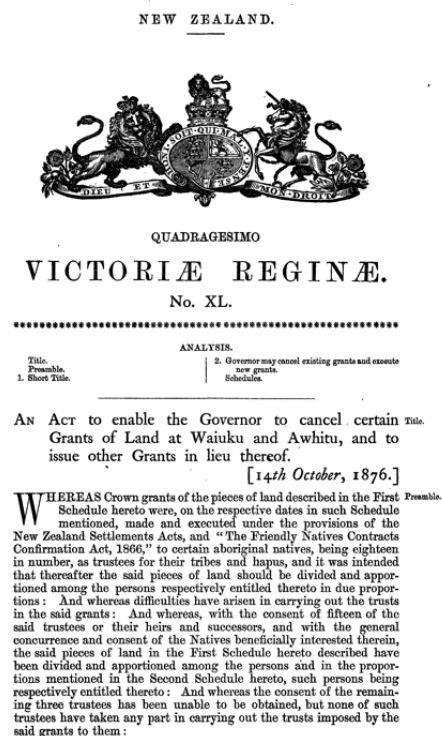 NEW ZEALAND.
HONI·SOIT·QUI·MAL·Y·PENSE
DIEU ET MON·DROIT
QUADRAGESIMO
VICTORIÆ REGINÆ.
No. XL.
ANALYSIS.
Title.
Preamble.
1. Short Title.
2. Governor may cancel existing grants and execute
new grants.
Schedules.
AN ACT to enable the Governor to cancel certain Title.
Grants of Land at Waiuku and Awhitu, and to
issue other Grants in lieu thereof.
[14th October, 1876.]
WHEREAS Crown grants of the pieces of land described in the First Preamble.
Schedule hereto were, on the respective dates in such Schedule
mentioned, made and executed under the provisions of the
New Zealand Settlements Acts, and "The Friendly Natives Contracts
Confirmation Act, 1866," to certain aboriginal natives, being eighteen
in number, as trustees for their tribes and hapus, and it was intended
that thereafter the said pieces of land should be divided and appor-
tioned among the persons respectively entitled thereto in due propor-
tions: And whereas difficulties have arisen in carrying out the trusts
in the said grants: And whereas, with the consent of fifteen of the
said trustees or their heirs and successors, and with the general
concurrence and consent of the Natives beneficially interested therein,
the said pieces of land in the First Schedule hereto described have
been divided and apportioned among the persons and in the propor-
tions mentioned in the Second Schedule hereto, such persons being
respectively entitled thereto: And whereas the consent of the remain-
ing three trustees has been unable to be obtained, but none of such
trustees have taken any part in carrying out the trusts imposed by the
said grants to them: